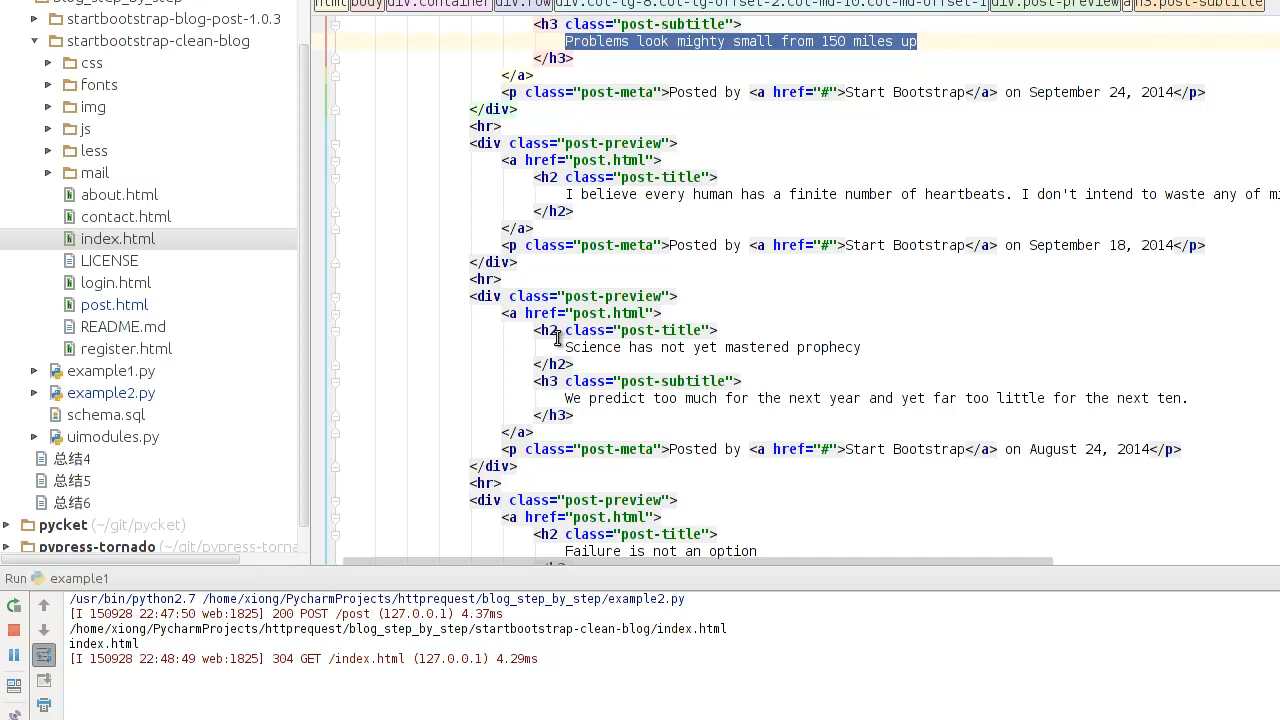 blog_step_by_step
startbootstrap-blog-post-1.0.3
startbootstrap-clean-blog
css
fonts
img
js
less
mail
about.html
contact.html
index.html
LICENSE
login.html
post.html
README.md
register.html
example1.py
example2.py
schema.sql
uimodules.py
总结4
总结5
总结6
pycket (~/git/pycket)
pypress-tornado (~/git/pypress-torna
html body div.container div.row div.col-lg-8.col-lg-offset-2.col-md-10.col-md-offset-1 div.post-preview a h3.post-subtitle
<h3 class="post-subtitle">
Problems look mighty small from 150 miles up
</h3>
</a>
<p class="post-meta">Posted by <a href="#">Start Bootstrap</a> on September 24, 2014</p>
</div>
<hr>
<div class="post-preview">
<a href="post.html">
<h2 class="post-title">
I believe every human has a finite number of heartbeats. I don't intend to waste any of mi
</h2>
</a>
<p class="post-meta">Posted by <a href="#">Start Bootstrap</a> on September 18, 2014</p>
</div>
<hr>
<div class="post-preview">
<a href="post.html">
<h2 class="post-title">
Science has not yet mastered prophecy
</h2>
<h3 class="post-subtitle">
We predict too much for the next year and yet far too little for the next ten.
</h3>
</a>
<p class="post-meta">Posted by <a href="#">Start Bootstrap</a> on August 24, 2014</p>
</div>
<hr>
<div class="post-preview">
<a href="post.html">
<h2 class="post-title">
Failure is not an option
</h2>
Run example1
/usr/bin/python2.7 /home/xiong/PycharmProjects/httprequest/blog_step_by_step/example2.py
[I 150928 22:47:50 web:1825] 200 POST /post (127.0.0.1) 4.37ms
/home/xiong/PycharmProjects/httprequest/blog_step_by_step/startbootstrap-clean-blog/index.html
index.html
[I 150928 22:48:49 web:1825] 304 GET /index.html (127.0.0.1) 4.29ms